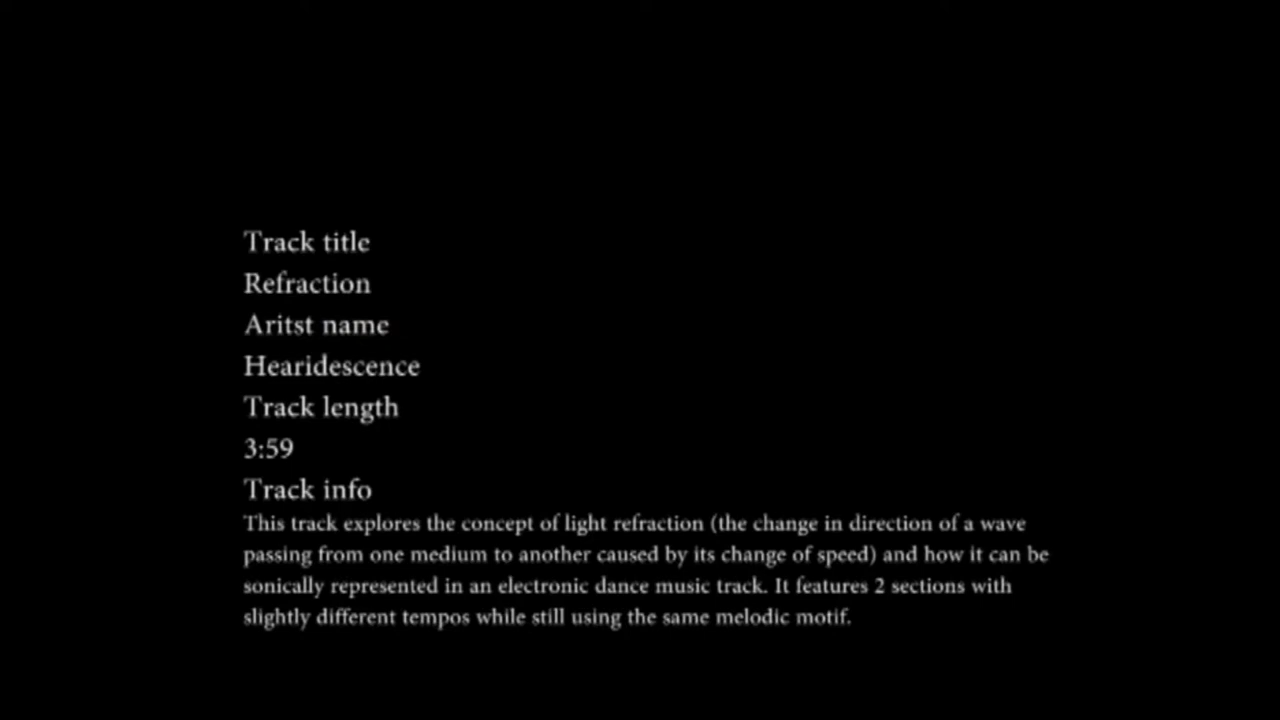 Track title
Refraction
Aritst name
Hearidescence
Track length
3:59
Track info
This track explores the concept of light refraction (the change in direction of a wave
passing from one medium to another caused by its change of speed) and how it can be
sonically represented in an electronic dance music track. It features 2 sections with
slightly different tempos while still using the same melodic motif.